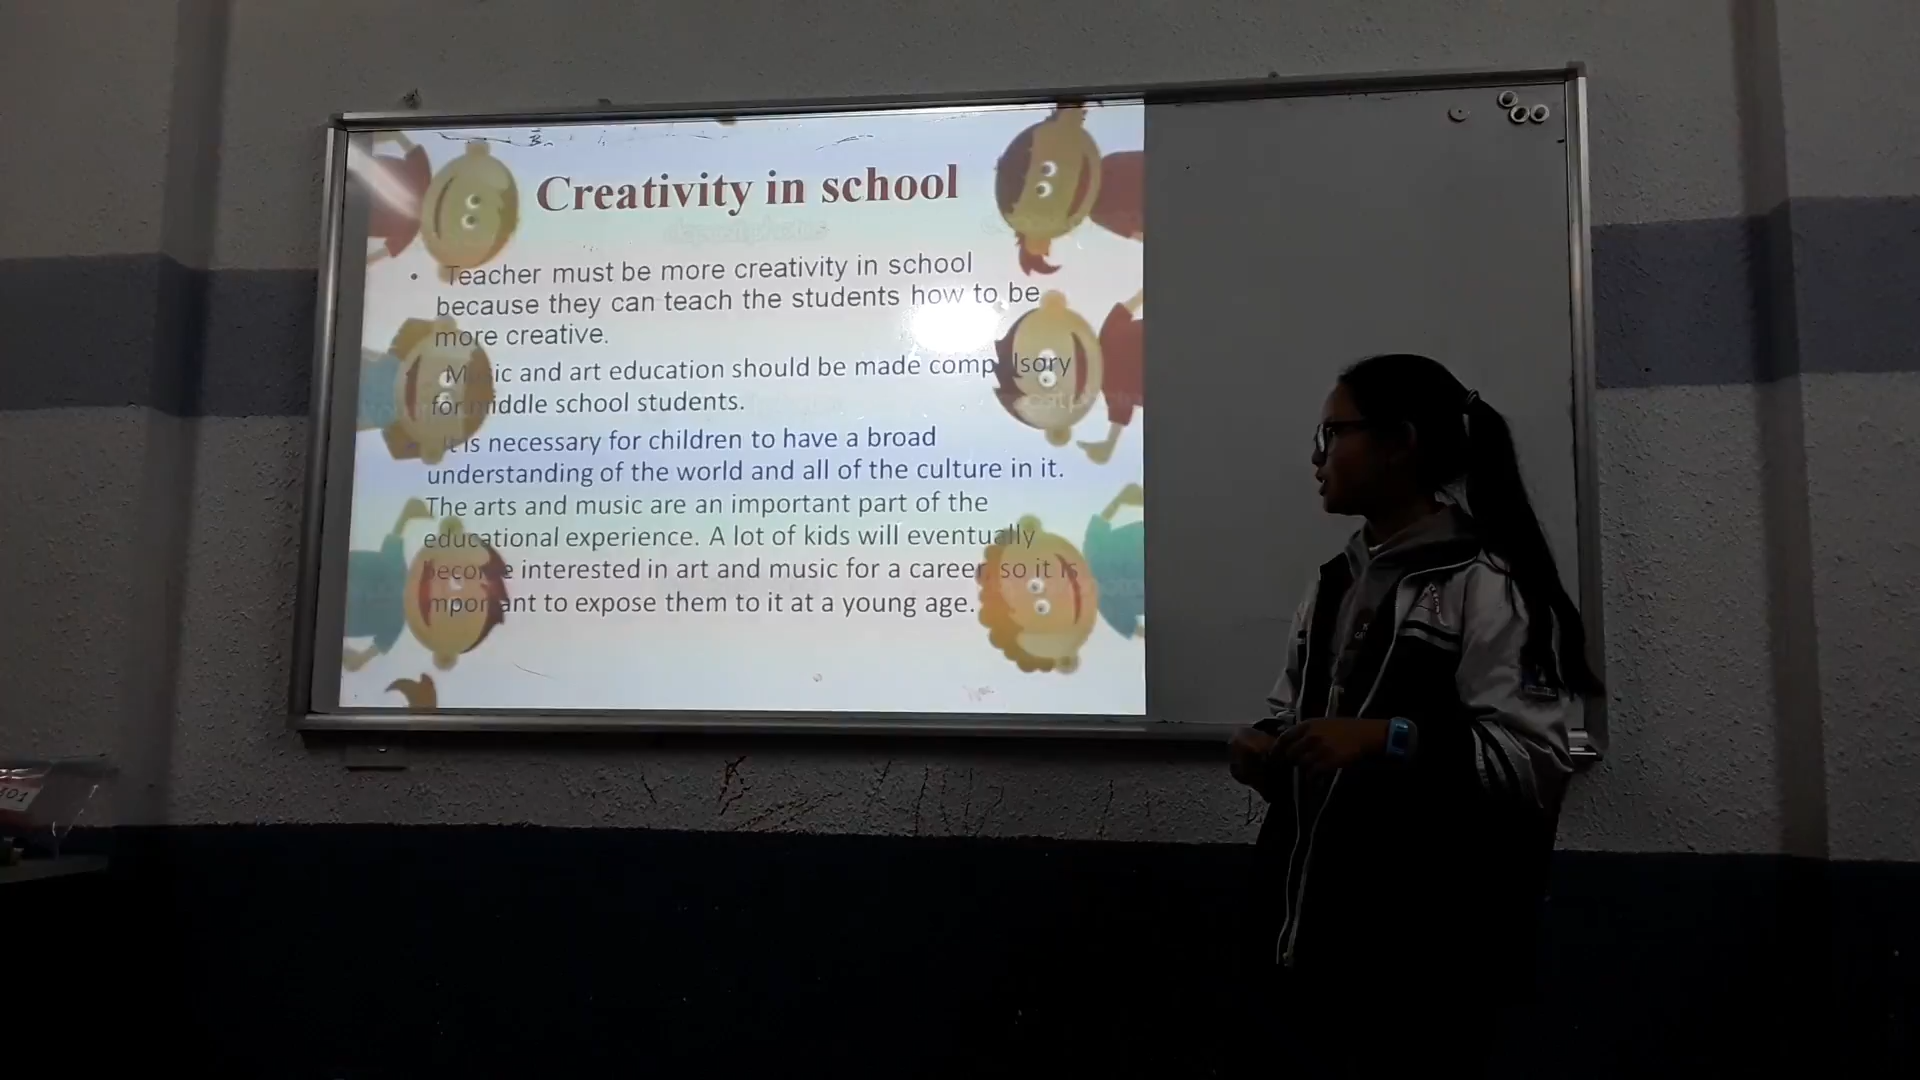 Creativity in school
depositphotos
• Teacher must be more creativity in school
because they can teach the students how to be
more creative.
Music and art education should be made compulsory
for middle school students.
It is necessary for children to have a broad
understanding of the world and all of the culture in it.
The arts and music are an important part of the
educational experience. A lot of kids will eventually
become interested in art and music for a career, so it is
important to expose them to it at a young age.